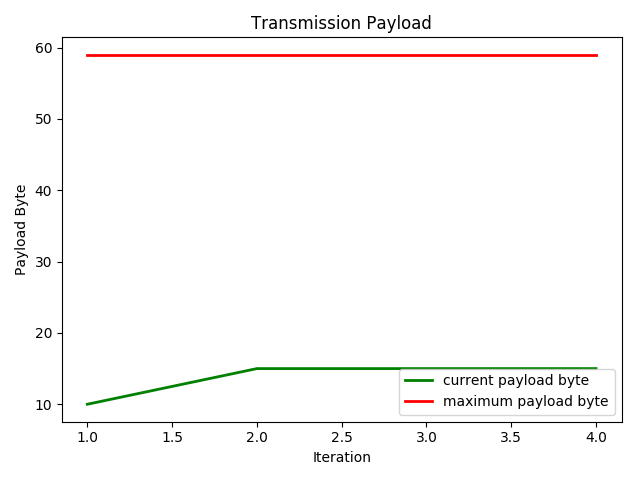 Transmission Payload
Payload Byte
60
50
40
30
20
10
current payload byte
maximum payload byte
1.0 1.5 2.0 2.5 3.0 3.5 4.0
Iteration